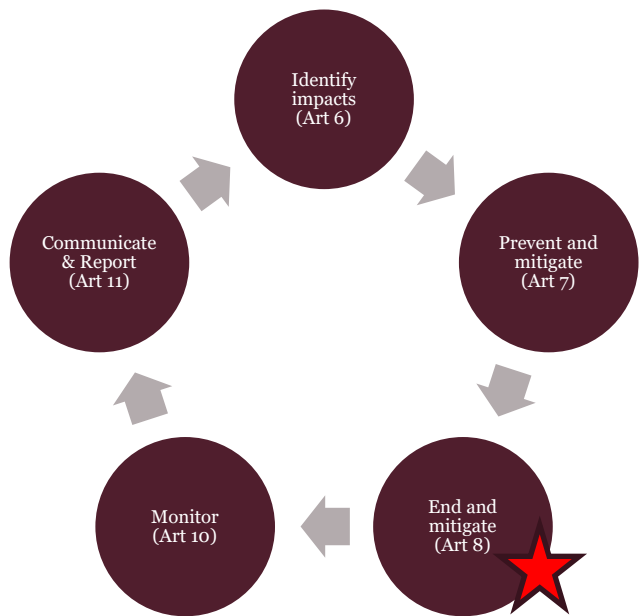 Identify
impacts
(Art 6)
Prevent and
mitigate
(Art 7)
End and
mitigate
(Art 8)
Monitor
(Art 10)
Communicate
& Report
(Art 11)